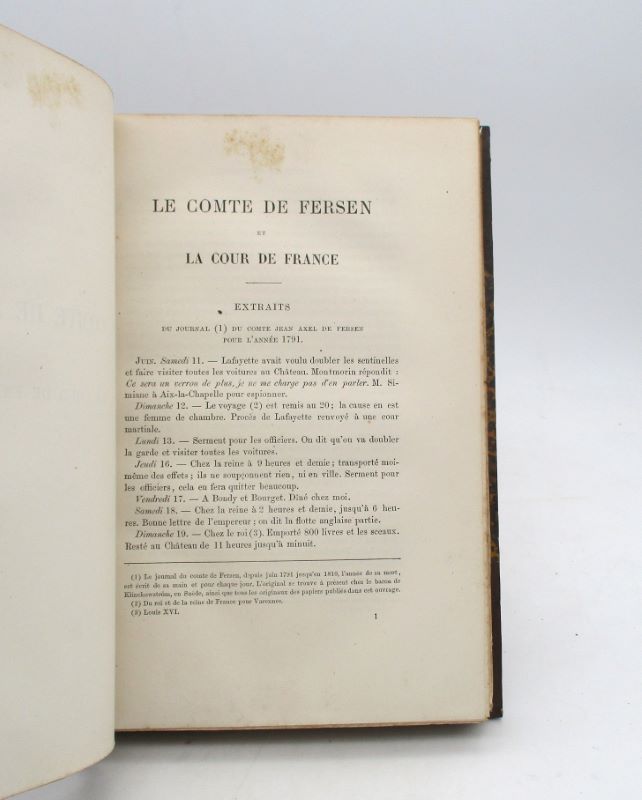 LE COMTE DE FERSEN
ET
LA COUR DE FRANCE
EXTRAITS
DU JOURNAL (1) DU COMTE JEAN AXEL DE FERSEN
POUR L'ANNÉE 1791.
JUIN. Samedi 11. — Lafayette avait voulu doubler les sentinelles
et faire visiter toutes les voitures au Château. Montmorin répondit :
Ce sera un verrou de plus, je ne me charge pas d'en parler. M. Si-
miane à Aix-la-Chapelle pour espionner.
Dimanche 12. — Le voyage (2) est remis au 20; la cause en est
une femme de chambre. Procès de Lafayette renvoyé à une cour
martiale.
Lundi 13. — Serment pour les officiers. On dit qu'on va doubler
la garde et visiter toutes les voitures.
Jeudi 16. — Chez la reine à 9 heures et demie; transporté moi-
même des effets; ils ne soupçonnent rien, ni en ville. Serment pour
les officiers, cela en fera quitter beaucoup.
Vendredi 17. — A Bondy et Bourget. Dîné chez moi.
Samedi 18. — Chez la reine à 2 heures et demie, jusqu'à 6 heu-
res. Bonne lettre de l'empereur; on dit la flotte anglaise partie.
Dimanche 19. — Chez le roi (3). Emporté 800 livres et les sceaux.
Resté au Château de 11 heures jusqu'à minuit.
(1) Le journal du comte de Fersen, depuis juin 1791 jusqu'en 1810, l'année de sa mort,
est écrit de sa main et pour chaque jour. L'original se trouve à présent chez le baron de
Klinckowström, en Suède, ainsi que tous les originaux des papiers publiés dans cet ouvrage.
(2) Du roi et de la reine de France pour Varennes.
(3) Louis XVI.
1